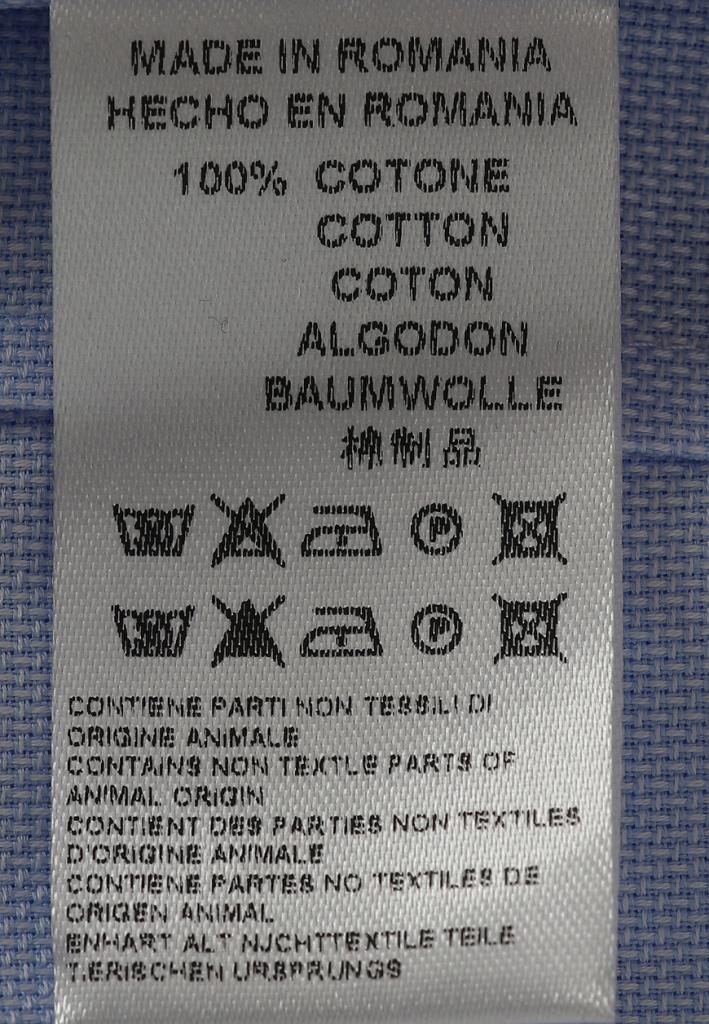 MADE IN ROMANIA
HECHO EN ROMANIA
100% COTONE
COTTON
COTON
ALGODON
BAUMWOLLE
棉制品
P
P
CONTIENE PARTI NON TESSILI DI
ORIGINE ANIMALE
CONTAINS NON TEXTLE PARTS OF
ANIMAL ORIGIN
CONTIENT DES PARTIES NON TEXTILES
D'ORIGINE ANIMALE
CONTIENE PARTES NO TEXTILES DE
ORIGEN ANIMAL
ENHART ALT NJCHTTEXTILE TEILE
TIERISCHEN URSPRUNGS